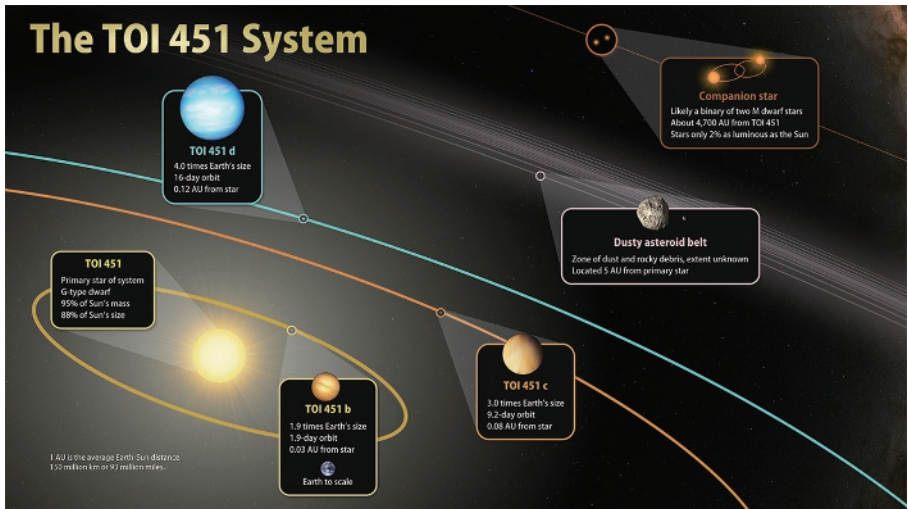 The TOI 451 System
Companion star
Likely a binary of two M dwarf stars
About 4,700 AU from TOI 451
Stars only 2% as luminous as the Sun
TOI 451 d
4.0 times Earth's size
16-day orbit
0.12 AU from star
Dusty asteroid belt
Zone of dust and rocky debris, extent unknown
Located 5 AU from primary star
TOI 451
Primary star of system
G-type dwarf
95% of Sun's mass
88% of Sun's size
TOI 451 c
3.0 times Earth's size
9.2-day orbit
0.08 AU from star
TOI 451 b
1.9 times Earth's size
1.9-day orbit
0.03 AU from star
Earth to scale
1 AU is the average Earth-Sun distance,
150 million km or 93 million miles.